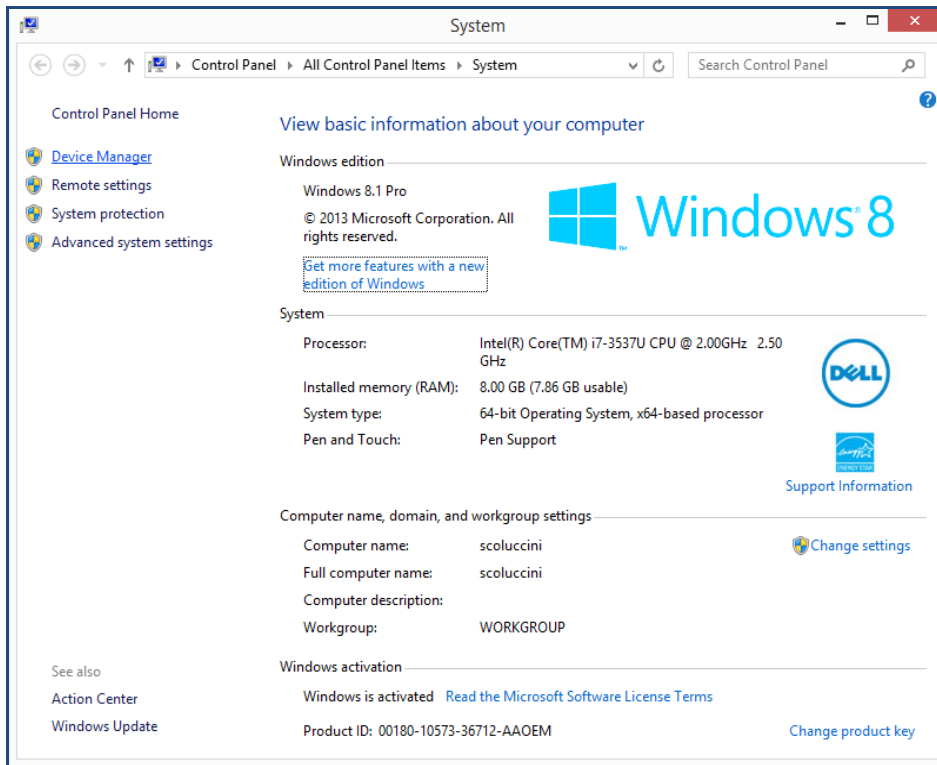 System
Control Panel All Control Panel Items System
Search Control Panel
Control Panel Home
Device Manager
Remote settings
System protection
Advanced system settings
See also
Action Center
Windows Update
View basic information about your computer
Windows edition
Windows 8.1 Pro
© 2013 Microsoft Corporation. All
rights reserved.
Get more features with a new
edition of Windows
Windows® 8
TM
System
Processor: Intel(R) Core(TM) i7-3537U CPU @ 2.00GHz 2.50
GHz
Installed memory (RAM): 8.00 GB (7.86 GB usable)
System type: 64-bit Operating System, x64-based processor
Pen and Touch: Pen Support
DELL
energy
ENERGY STAR
Support Information
Computer name, domain, and workgroup settings
Computer name: scoluccini
Change settings
Full computer name: scoluccini
Computer description:
Workgroup: WORKGROUP
Windows activation
Windows is activated Read the Microsoft Software License Terms
Product ID: 00180-10573-36712-AAOEM
Change product key